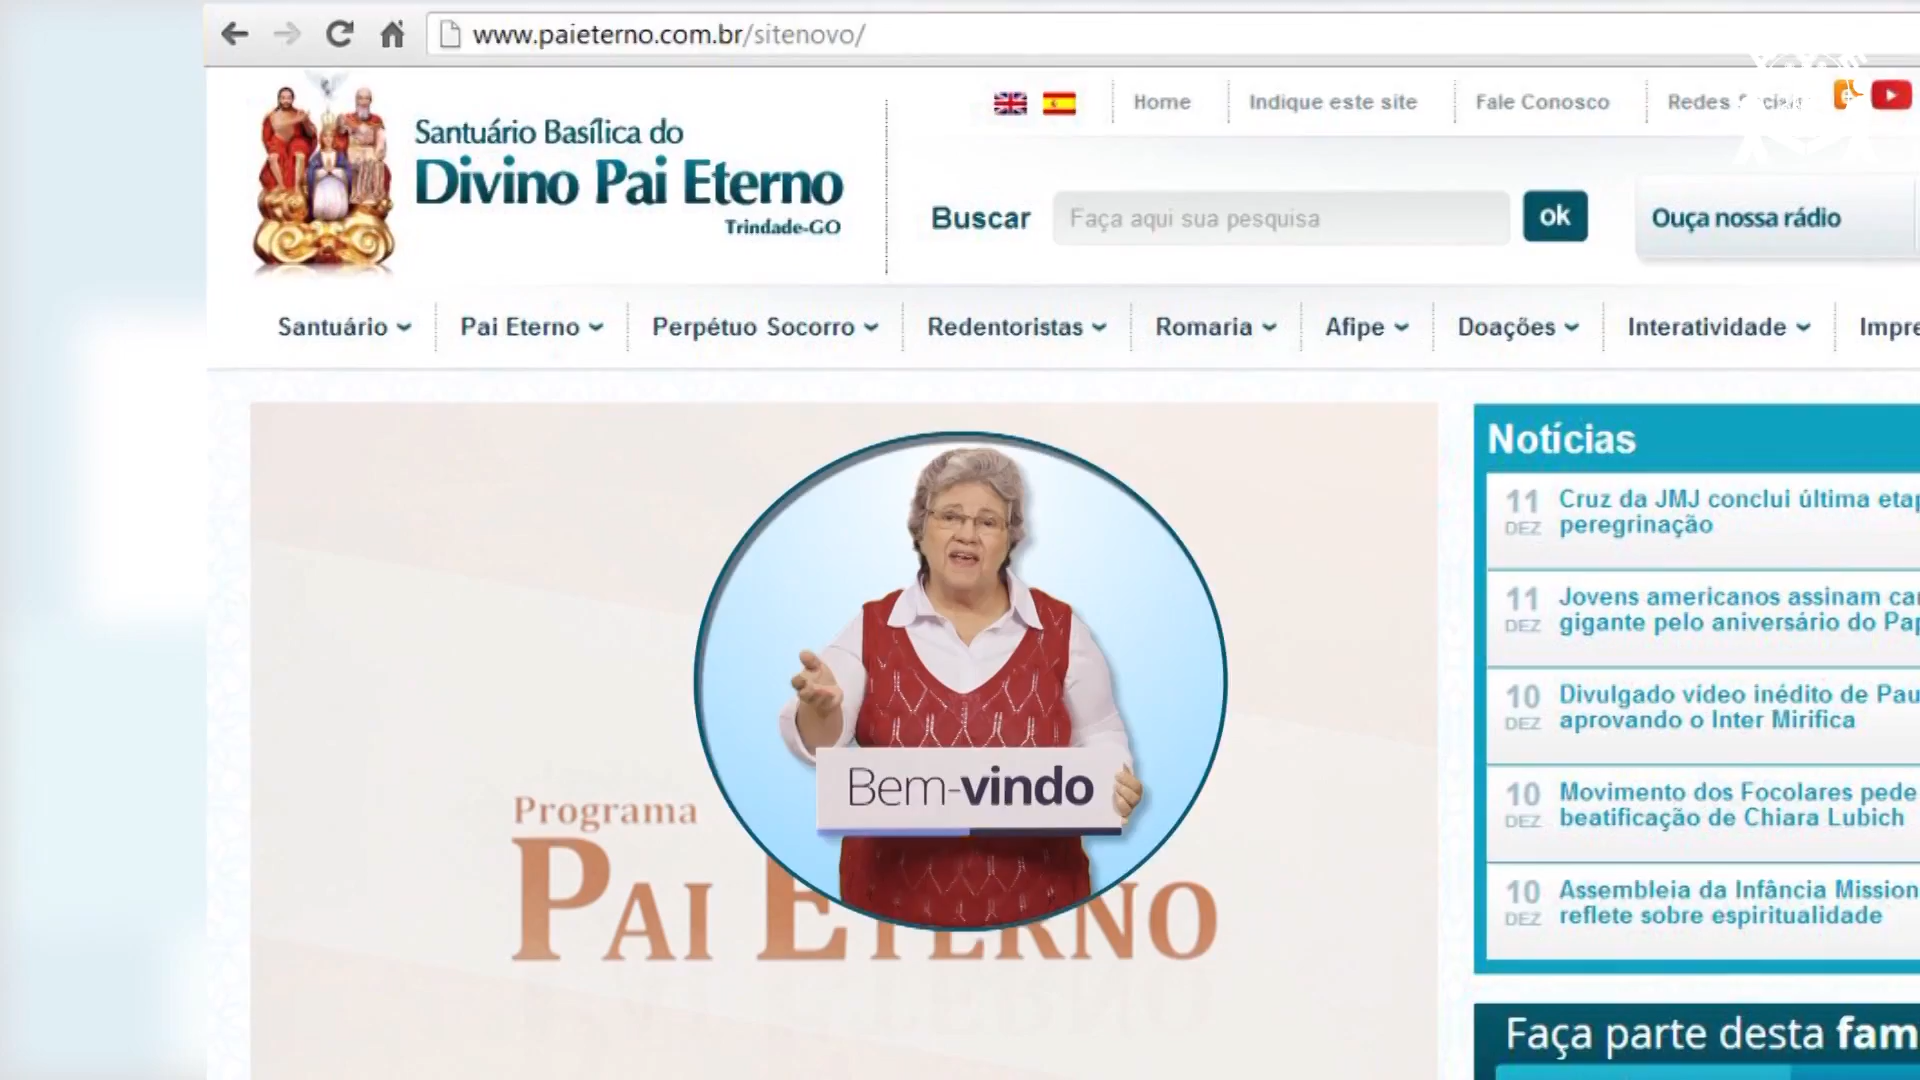 www.paieterno.com.br/sitenovo/
Home
Indique este site
Fale Conosco
Redes
Santuário Basílica do
Divino Pai Eterno
Trindade-GO
Buscar
Faça aqui sua pesquisa
ok
Ouça nossa rádio
Santuário
Pai Eterno
Perpétuo Socorro
Redentoristas
Romaria
Afipe
Doações
Interatividade
Impre
Notícias
11 DEZ
Cruz da JMJ conclui última etap
peregrinação
11 DEZ
Jovens americanos assinam car
gigante pelo aniversário do Pap
10 DEZ
Divulgado vídeo inédito de Pau
aprovando o Inter Mirifica
10 DEZ
Movimento dos Focolares pede
beatificação de Chiara Lubich
10 DEZ
Assembleia da Infância Mission
reflete sobre espiritualidade
Bem-vindo
Programa
PAI ETERNO
Faça parte desta fam